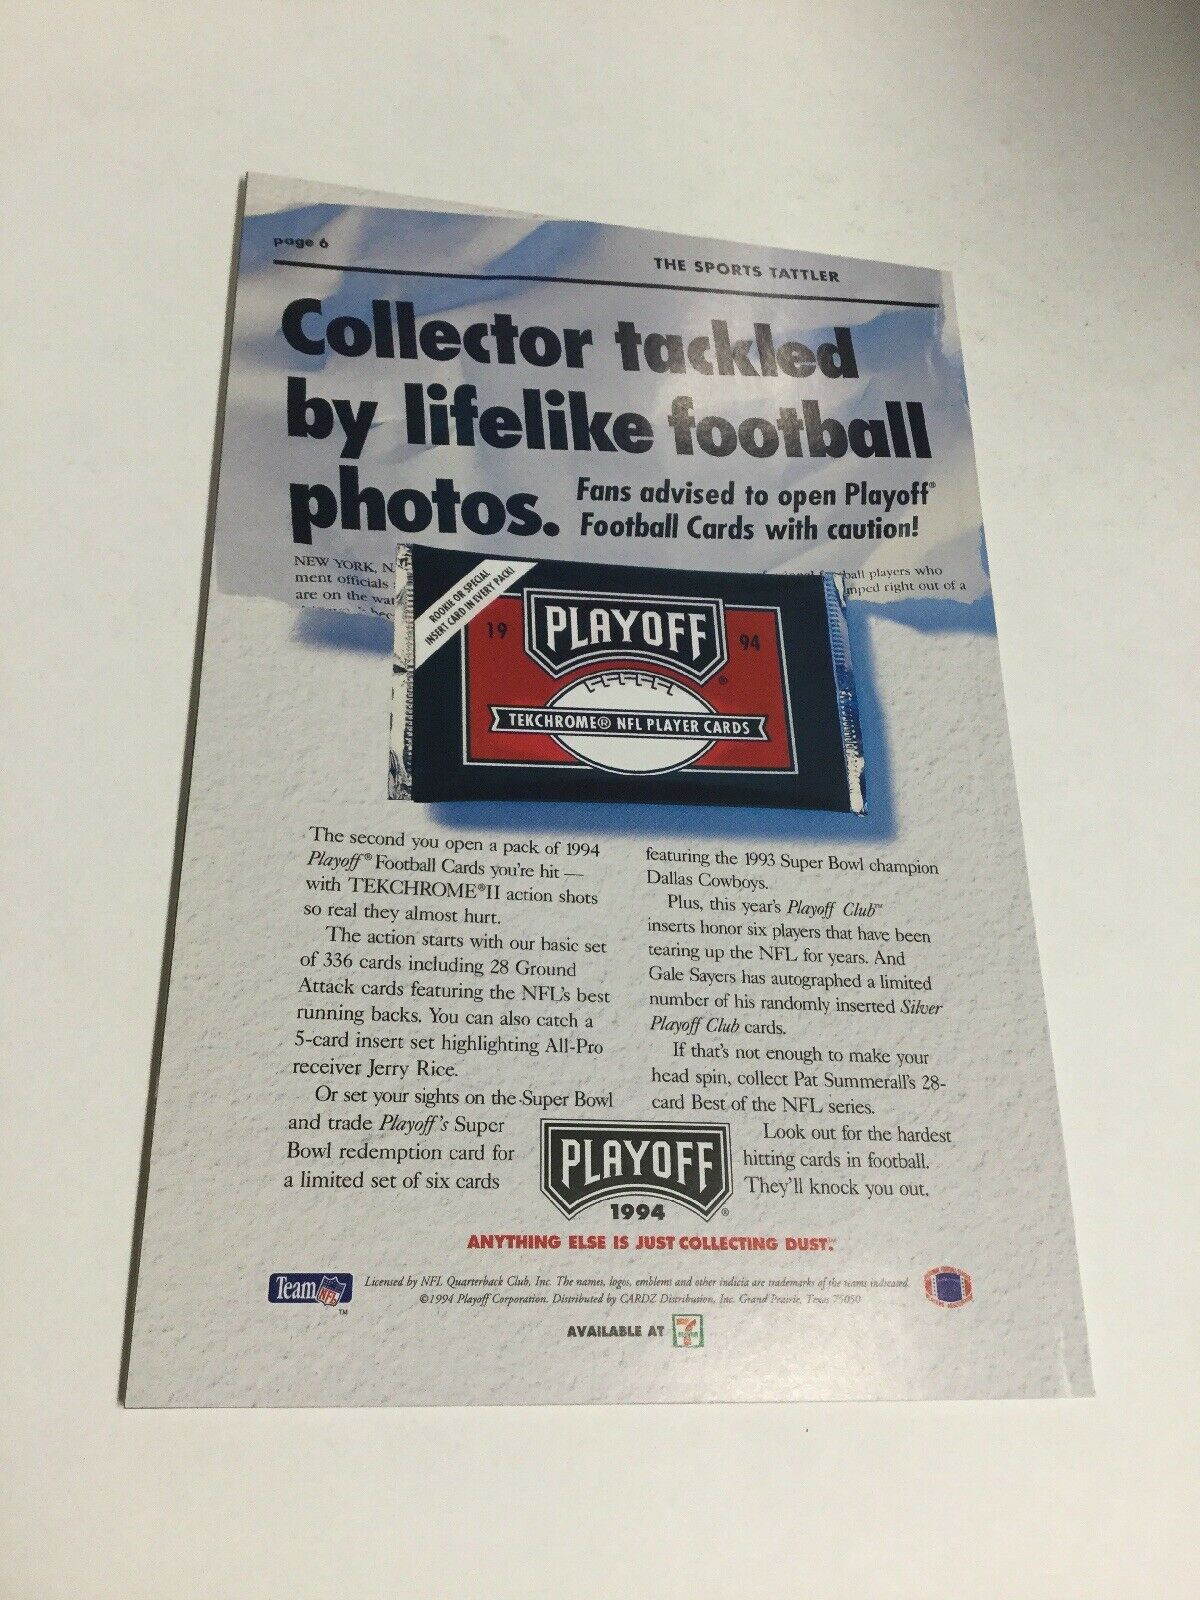 page 6
THE SPORTS TATTLER
Collector tackled
by lifelike football
photos.
Fans advised to open Playoff®
Football Cards with caution!
NEW YORK, N
ment officials
are on the wa
ball players who
mped right out of a
ROOKIE OR SPECIAL
INSERT CARD IN EVERY PACK!
19
PLAYOFF
94
®
TEKCHROME® NFL PLAYER CARDS
The second you open a pack of 1994
Playoff® Football Cards you're hit —
with TEKCHROME®II action shots
so real they almost hurt.
The action starts with our basic set
of 336 cards including 28 Ground
Attack cards featuring the NFL's best
running backs. You can also catch a
5-card insert set highlighting All-Pro
receiver Jerry Rice.
Or set your sights on the Super Bowl
and trade Playoff's Super
Bowl redemption card for
a limited set of six cards
featuring the 1993 Super Bowl champion
Dallas Cowboys.
Plus, this year's Playoff Club™
inserts honor six players that have been
tearing up the NFL for years. And
Gale Sayers has autographed a limited
number of his randomly inserted Silver
Playoff Club cards.
If that's not enough to make your
head spin, collect Pat Summerall's 28-
card Best of the NFL series.
Look out for the hardest
hitting cards in football.
They'll knock you out.
PLAYOFF
1994
®
ANYTHING ELSE IS JUST COLLECTING DUST.
Team NFL
™
Licensed by NFL Quarterback Club, Inc. The names, logos, emblems and other indicia are trademarks of the teams indicated.
©1994 Playoff Corporation. Distributed by CARDZ Distribution, Inc. Grand Prairie, Texas 75050
AVAILABLE AT
7
ELEVEN